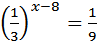 (1/3)^(x−8) = 1/9